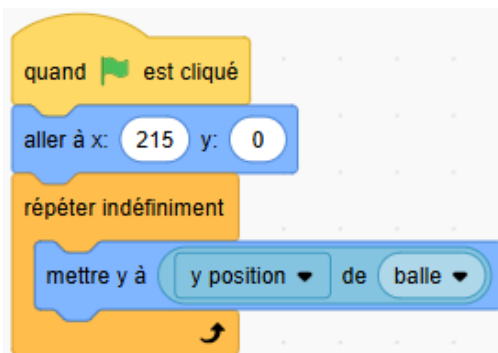 quand est cliqué
aller à x: 215 y: 0
répéter indéfiniment
mettre y à y position de balle